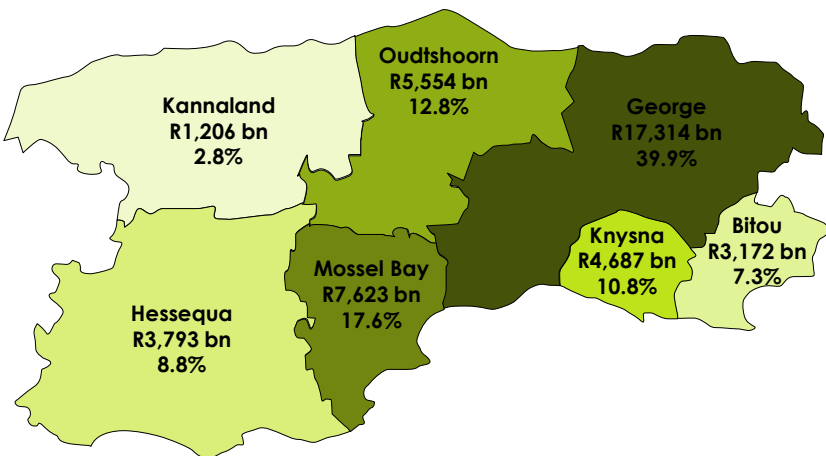 Oudtshoorn
R5,554 bn
12.8%
Kannaland
R1,206 bn
2.8%
George
R17,314 bn
39.9%
Bitou
R3,172 bn
7.3%
Knysna
R4,687 bn
10.8%
Mossel Bay
R7,623 bn
17.6%
Hessequa
R3,793 bn
8.8%